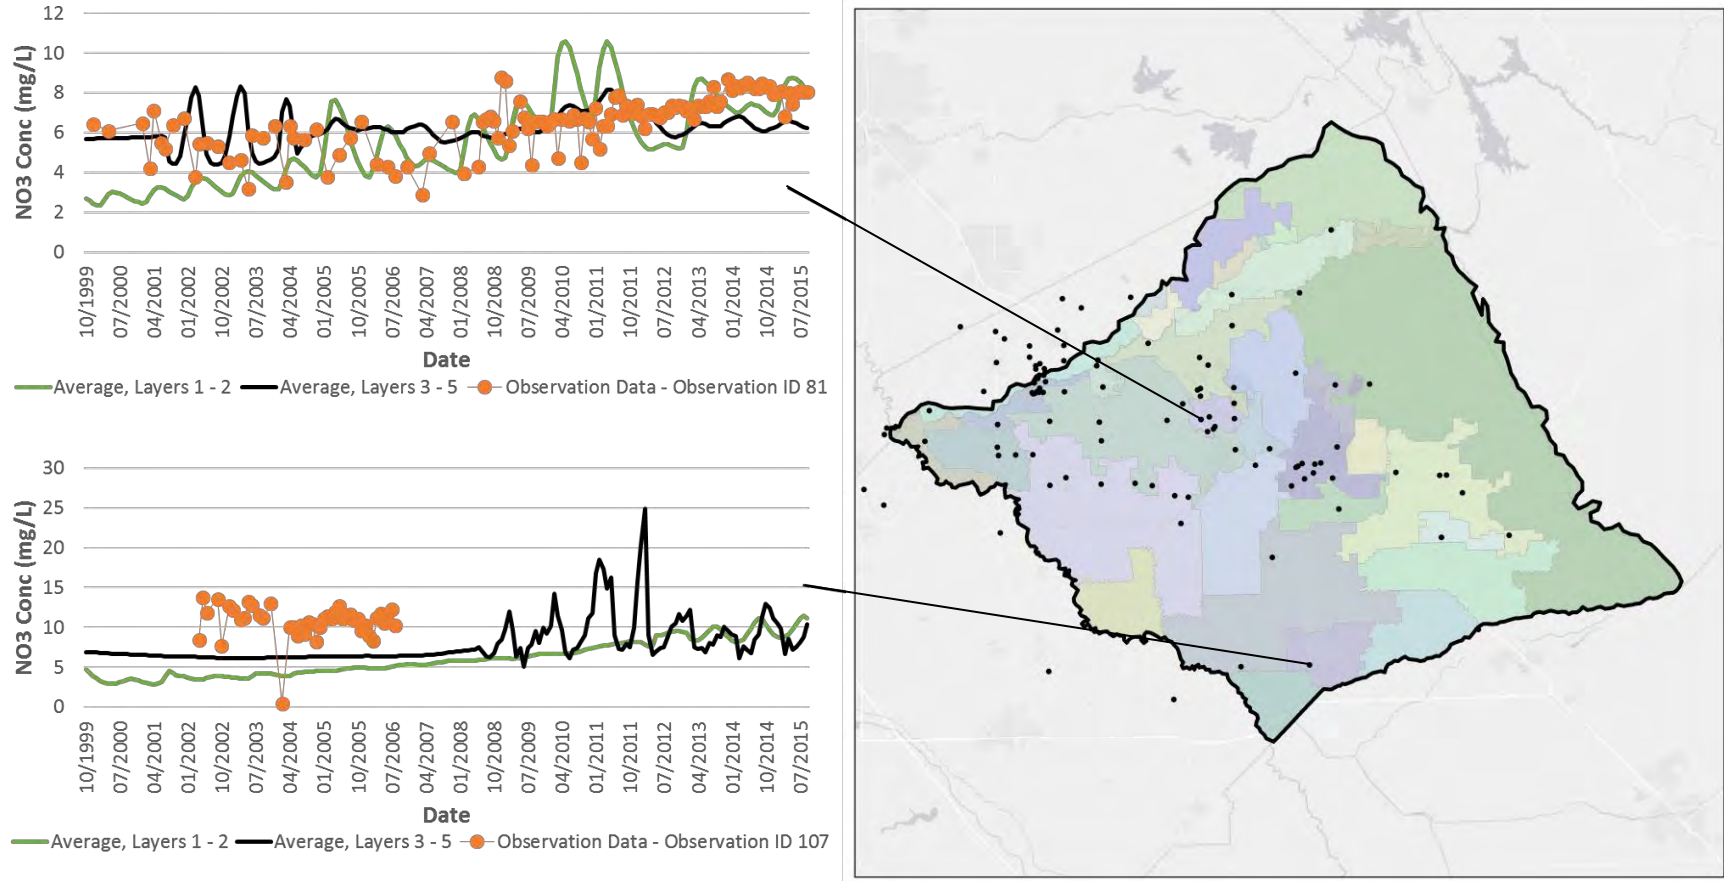 12
10
8
6
4
2
0
NO3 Conc (mg/L)
10/1999 07/2000 04/2001 01/2002 10/2002 07/2003 04/2004 01/2005 10/2005 07/2006 04/2007 01/2008 10/2008 07/2009 04/2010 01/2011 10/2011 07/2012 04/2013 01/2014 10/2014 07/2015
Date
Average, Layers 1 - 2 Average, Layers 3 - 5 Observation Data - Observation ID 81
30
25
20
15
10
5
0
NO3 Conc (mg/L)
10/1999 07/2000 04/2001 01/2002 10/2002 07/2003 04/2004 01/2005 10/2005 07/2006 04/2007 01/2008 10/2008 07/2009 04/2010 01/2011 10/2011 07/2012 04/2013 01/2014 10/2014 07/2015
Date
Average, Layers 1 - 2 Average, Layers 3 - 5 Observation Data - Observation ID 107